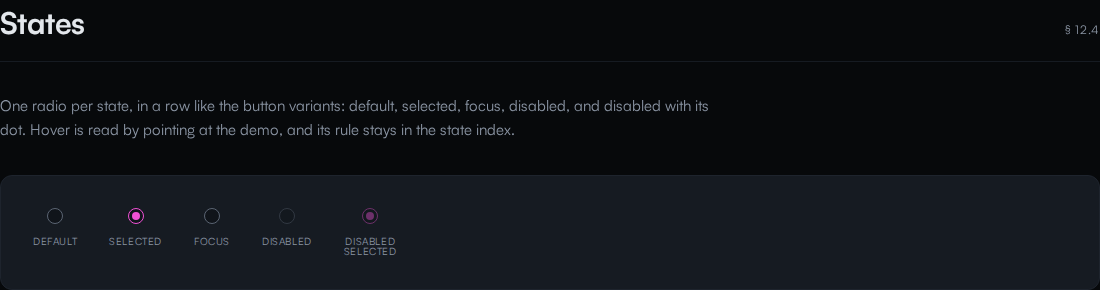 States
§ 12.4
One radio per state, in a row like the button variants: default, selected, focus, disabled, and disabled with its
dot. Hover is read by pointing at the demo, and its rule stays in the state index.
DEFAULT
SELECTED
FOCUS
DISABLED
DISABLED
SELECTED